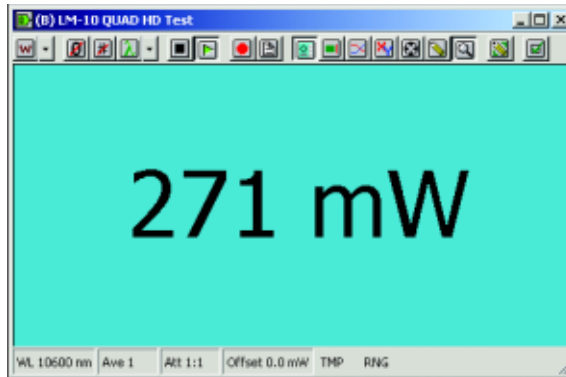 (B) LM-10 QUAD HD Test
W
271 mW
WL 10600 nm Ave 1 Att 1:1 Offset 0.0 mW TMP RNG